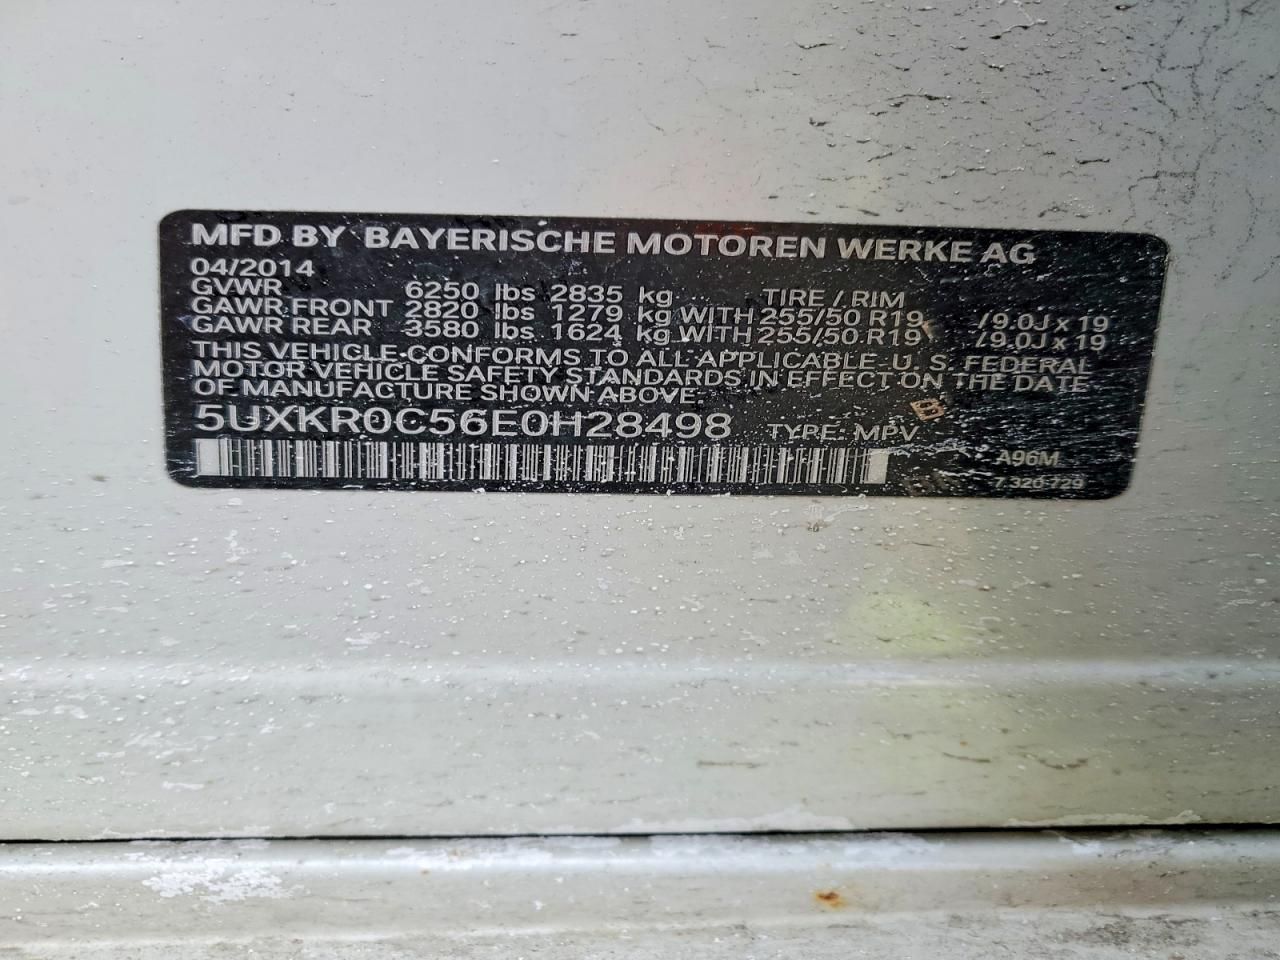 MFD BY BAYERISCHE MOTOREN WERKE AG
04/2014
GVWR 6250 lbs 2835 kg TIRE / RIM
GAWR FRONT 2820 lbs 1279 kg WITH 255/50 R19 /9.0J x 19
GAWR REAR 3580 lbs 1624 kg WITH 255/50 R19 /9.0J x 19
THIS VEHICLE CONFORMS TO ALL APPLICABLE U. S. FEDERAL
MOTOR VEHICLE SAFETY STANDARDS IN EFFECT ON THE DATE
OF MANUFACTURE SHOWN ABOVE.
5UXKR0C56E0H28498 TYPE: MPV
B
A96M
7 320 729